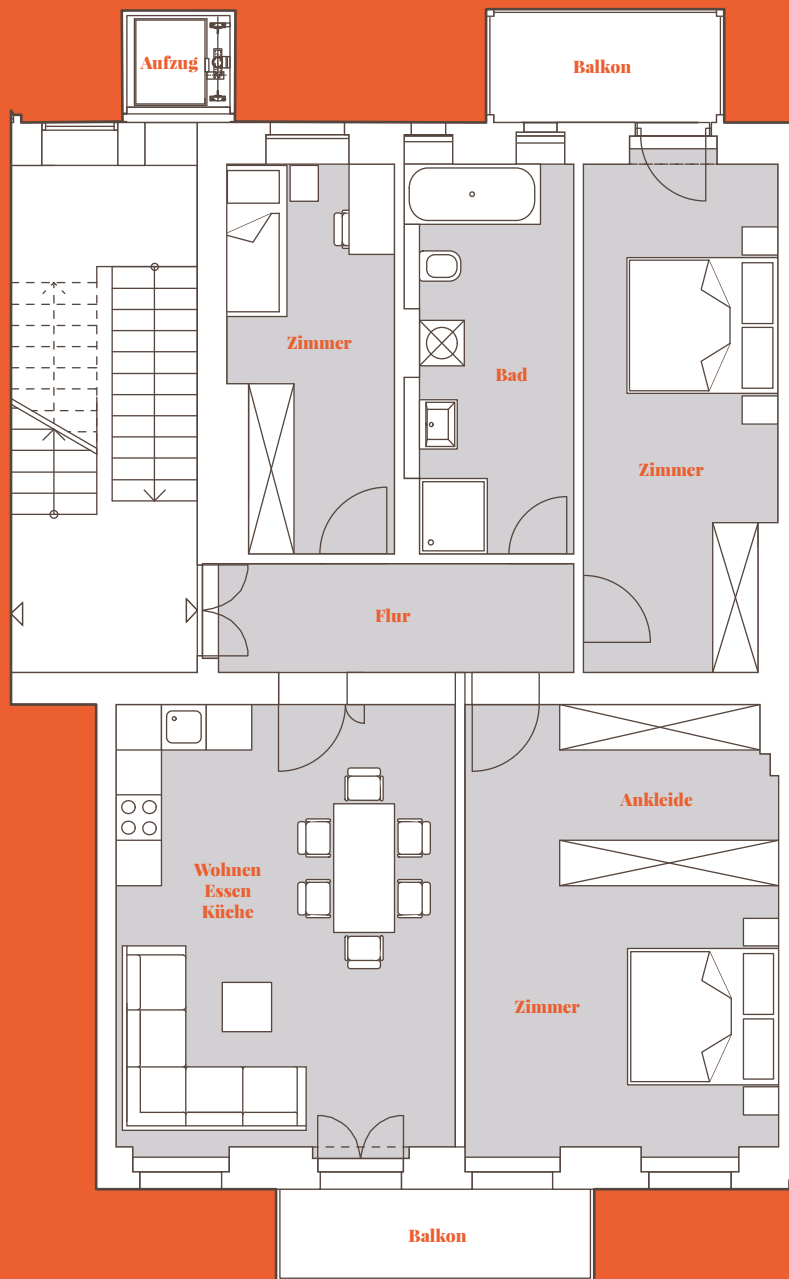 Aufzug
Balkon
Zimmer
Bad
Zimmer
Flur
Ankleide
Wohnen
Essen
Küche
Zimmer
Balkon